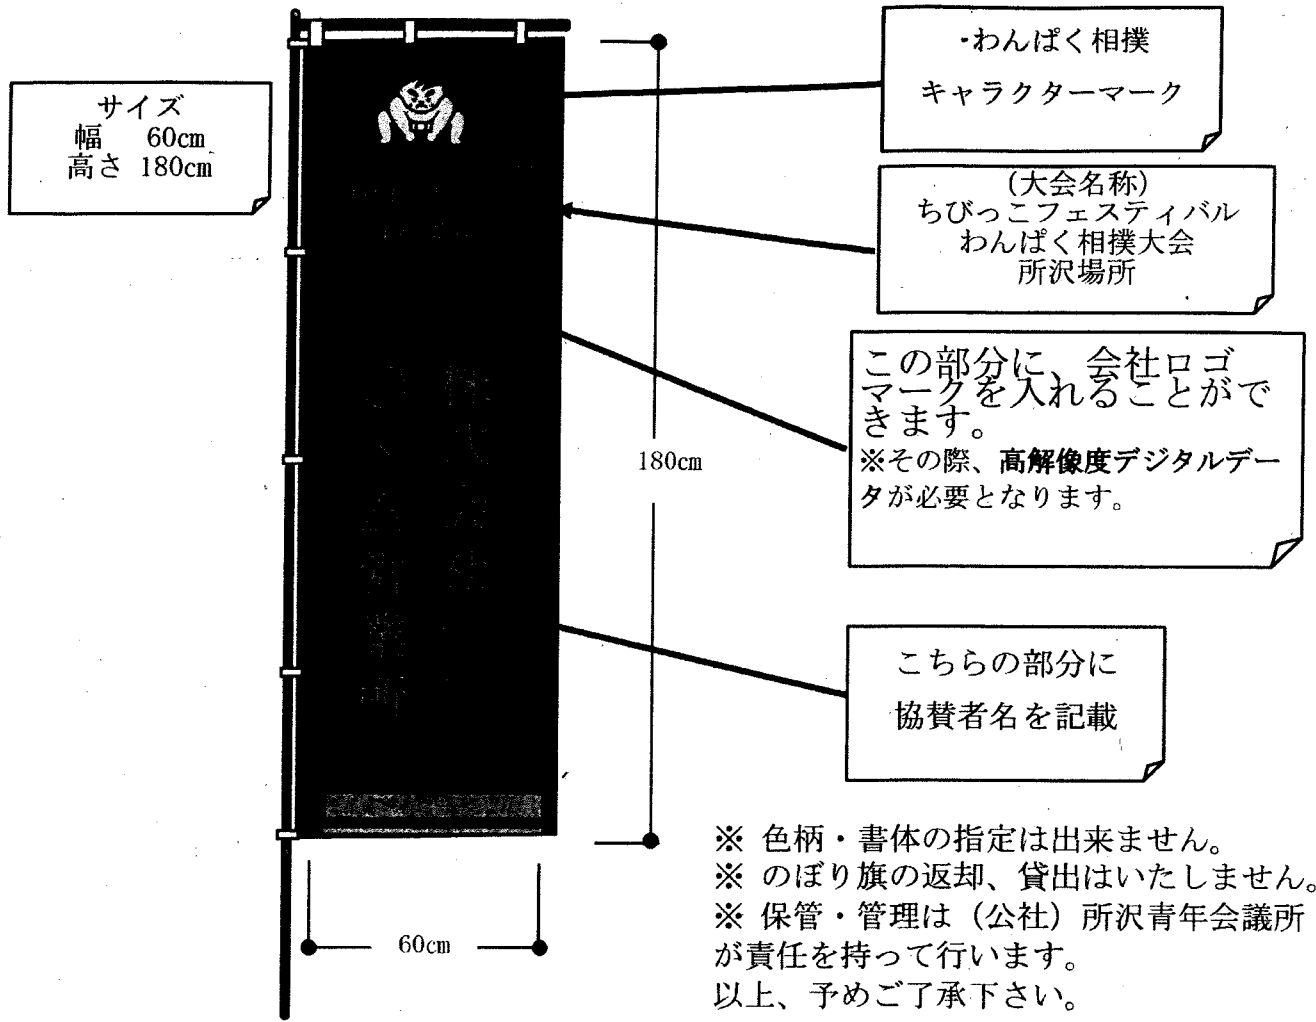 サイズ
幅 60cm
高さ 180cm
・わんぱく相撲
キャラクターマーク
(大会名称)
ちびっこフェスティバル
わんぱく相撲大会
所沢場所
この部分に、会社ロゴ
マークを入れることがで
きます。
※その際、高解像度デジタルデー
タが必要となります。
180cm
こちらの部分に
協賛者名を記載
60cm
※ 色柄・書体の指定は出来ません。
※ のぼり旗の返却、貸出はいたしません。
※ 保管・管理は（公社）所沢青年会議所
が責任を持って行います。
以上、予めご了承下さい。